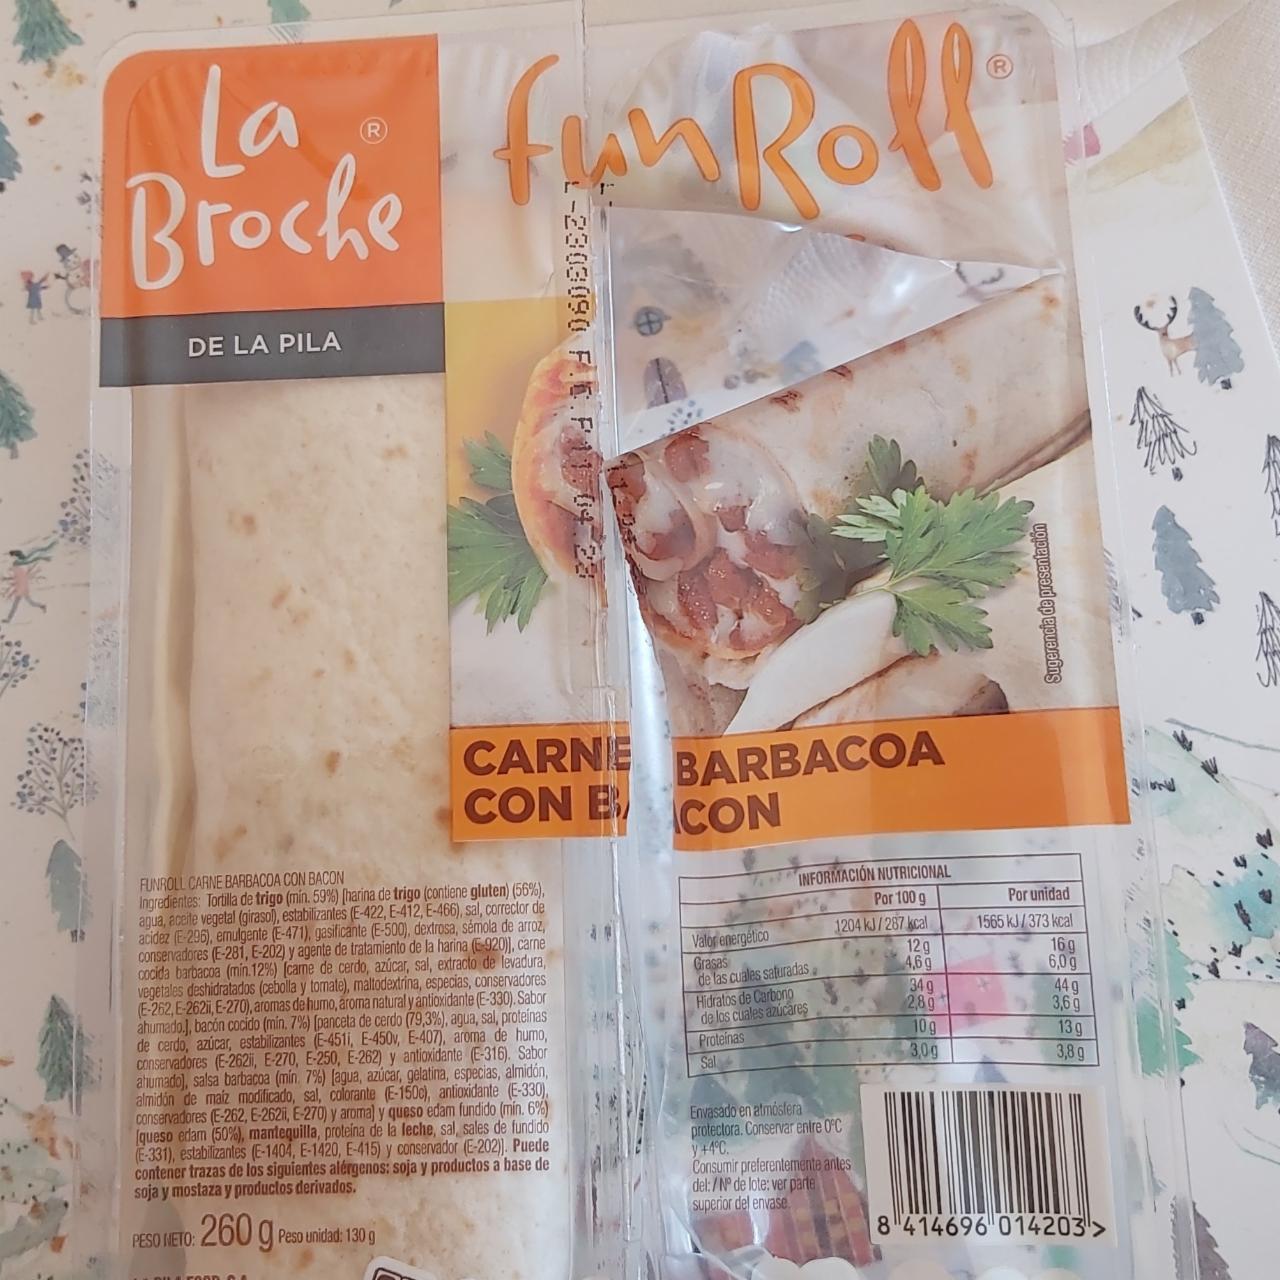 La
Broche
®
DE LA PILA
funRoll®
L-23030960
CARNE BARBACOA
CON BACON
Sugerencia de presentación
FUNROLL CARNE BARBACOA CON BACON
Ingredientes: Tortilla de trigo (mín. 59%) [harina de trigo (contiene gluten) (56%),
agua, aceite vegetal (girasol), estabilizantes (E-422, E-412, E-466), sal, corrector de
acidez (E-296), emulgente (E-471), gasificante (E-500), dextrosa, sémola de arroz,
conservadores (E-281, E-202) y agente de tratamiento de la harina (E-920)], carne
cocida barbacoa (mín.12%) [carne de cerdo, azúcar, sal, extracto de levadura,
vegetales deshidratados (cebolla y tomate), maltodextrina, especias, conservadores
(E-262, E-262ii, E-270), aromas de humo, aroma natural y antioxidante (E-330). Sabor
ahumado.], bacón cocido (mín. 7%) [panceta de cerdo (79,3%), agua, sal, proteínas
de cerdo, azúcar, estabilizantes (E-451i, E-450v, E-407), aroma de humo,
conservadores (E-262ii, E-270, E-250, E-262) y antioxidante (E-316). Sabor
ahumado], salsa barbacoa (mín. 7%) [agua, azúcar, gelatina, especias, almidón,
almidón de maíz modificado, sal, colorante (E-150c), antioxidante (E-330),
conservadores (E-262, E-262ii, E-270) y aroma] y queso edam fundido (mín. 6%)
[queso edam (50%), mantequilla, proteína de la leche, sal, sales de fundido
(E-331), estabilizantes (E-1404, E-1420, E-415) y conservador (E-202)]. Puede
contener trazas de los siguientes alérgenos: soja y productos a base de
soja y mostaza y productos derivados.
PESO NETO: 260 g Peso unidad: 130 g
INFORMACIÓN NUTRICIONAL
Por 100 g Por unidad
Valor energético 1204 kJ / 287 kcal 1565 kJ / 373 kcal
Grasas 12 g 16 g
de las cuales saturadas 4,6 g 6,0 g
Hidratos de Carbono 34 g 44 g
de los cuales azúcares 2,8 g 3,6 g
Proteínas 10 g 13 g
Sal 3,0 g 3,8 g
Envasado en atmósfera
protectora. Conservar entre 0ºC
y +4ºC.
Consumir preferentemente antes
del: / Nº de lote: ver parte
superior del envase.
8 414696 014203 >